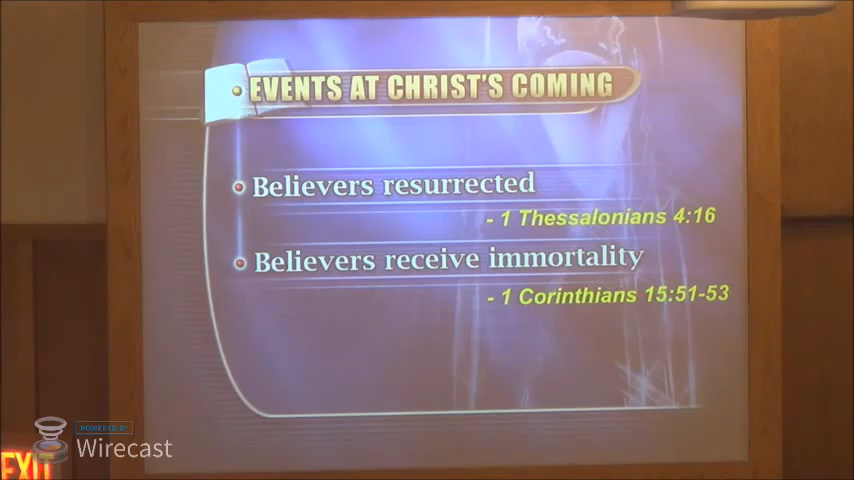 EVENTS AT CHRIST'S COMING
Believers resurrected
- 1 Thessalonians 4:16
Believers receive immortality
- 1 Corinthians 15:51-53
POWERED BY
Wirecast
EXIT